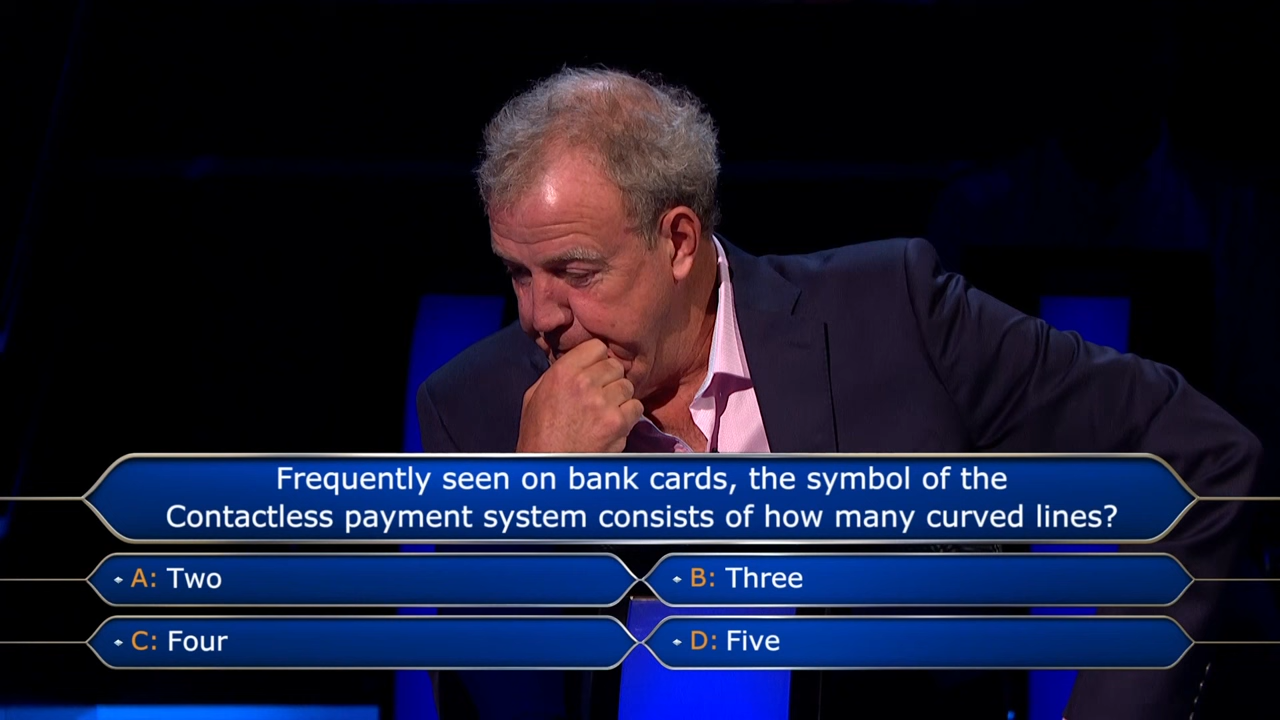 Frequently seen on bank cards, the symbol of the
Contactless payment system consists of how many curved lines?
A: Two
B: Three
C: Four
D: Five